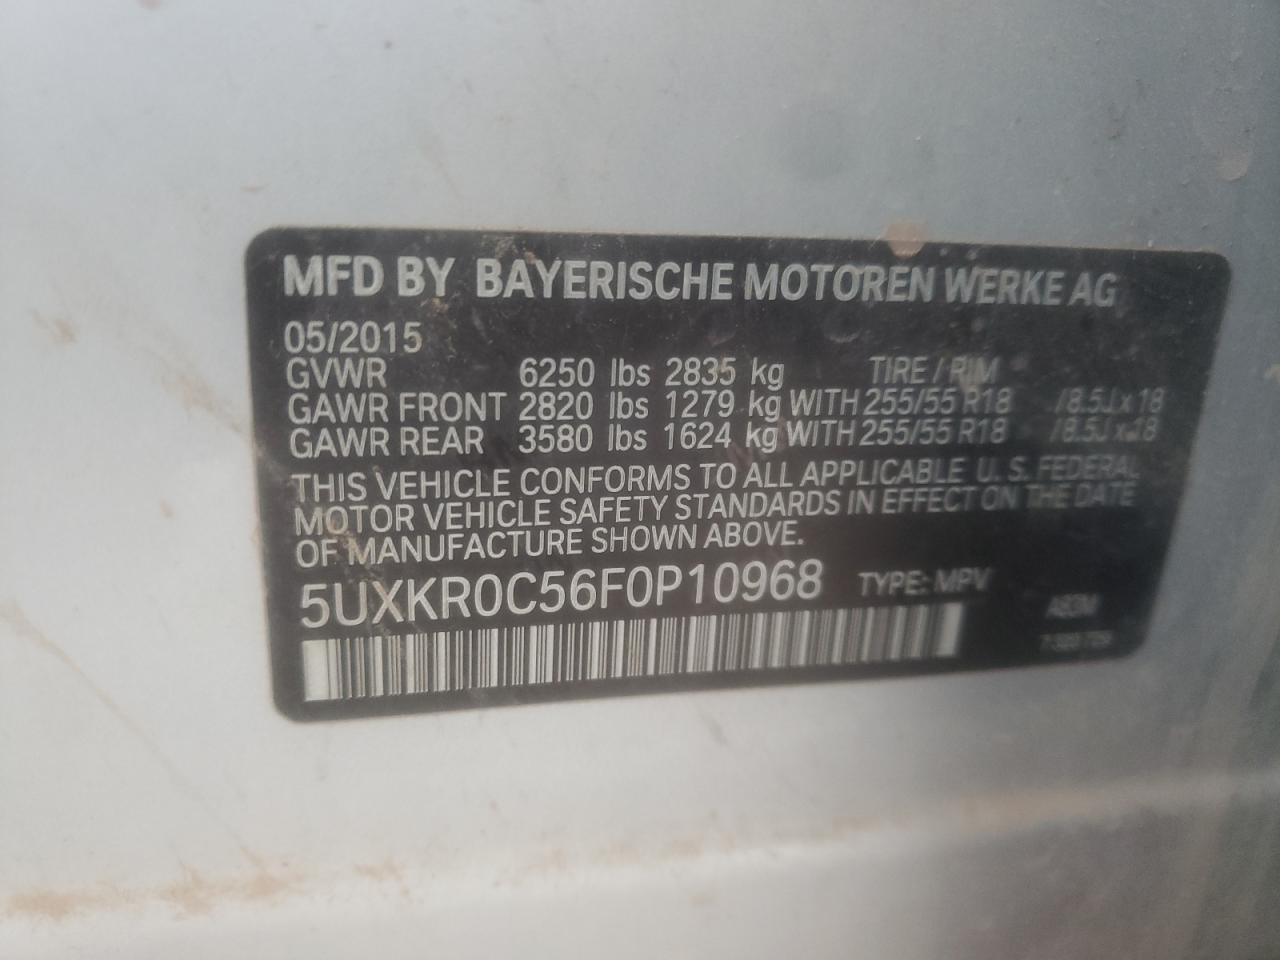 MFD BY BAYERISCHE MOTOREN WERKE AG
05/2015
GVWR 6250 lbs 2835 kg TIRE / RIM
GAWR FRONT 2820 lbs 1279 kg WITH 255/55 R18 /8.5J x 18
GAWR REAR 3580 lbs 1624 kg WITH 255/55 R18 /8.5J x 18
THIS VEHICLE CONFORMS TO ALL APPLICABLE U. S. FEDERAL
MOTOR VEHICLE SAFETY STANDARDS IN EFFECT ON THE DATE
OF MANUFACTURE SHOWN ABOVE.
5UXKR0C56F0P10968 TYPE: MPV
A83M